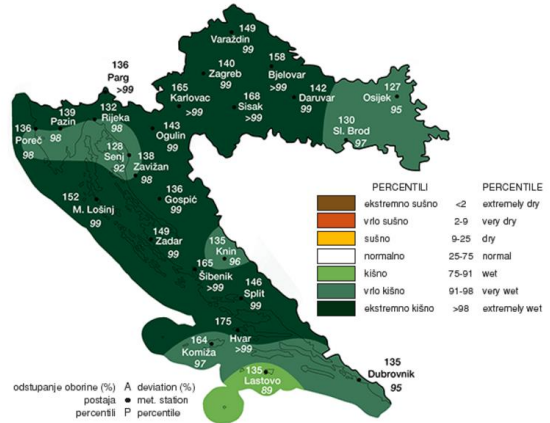 149
Varaždin
99
136
Parg
>99
140
Zagreb
99
158
Bjelovar
>99
132
Rijeka
98
165
Karlovac
>99
168
Sisak
>99
142
Daruvar
99
127
Osijek
95
139
Pazin
98
136
Poreč
98
143
Ogulin
99
130
Sl. Brod
97
128
Senj
92
138
Zavižan
98
152
M. Lošinj
99
136
Gospić
99
149
Zadar
99
135
Knin
96
165
Šibenik
>99
146
Split
99
175
Hvar
>99
164
Komiža
97
135
Lastovo
89
135
Dubrovnik
95
PERCENTILI PERCENTILE
ekstremno sušno <2 extremely dry
vrlo sušno 2-9 very dry
sušno 9-25 dry
normalno 25-75 normal
kišno 75-91 wet
vrlo kišno 91-98 very wet
ekstremno kišno >98 extremely wet
odstupanje oborine (%) A deviation (%)
postaja met. station
percentili P percentile